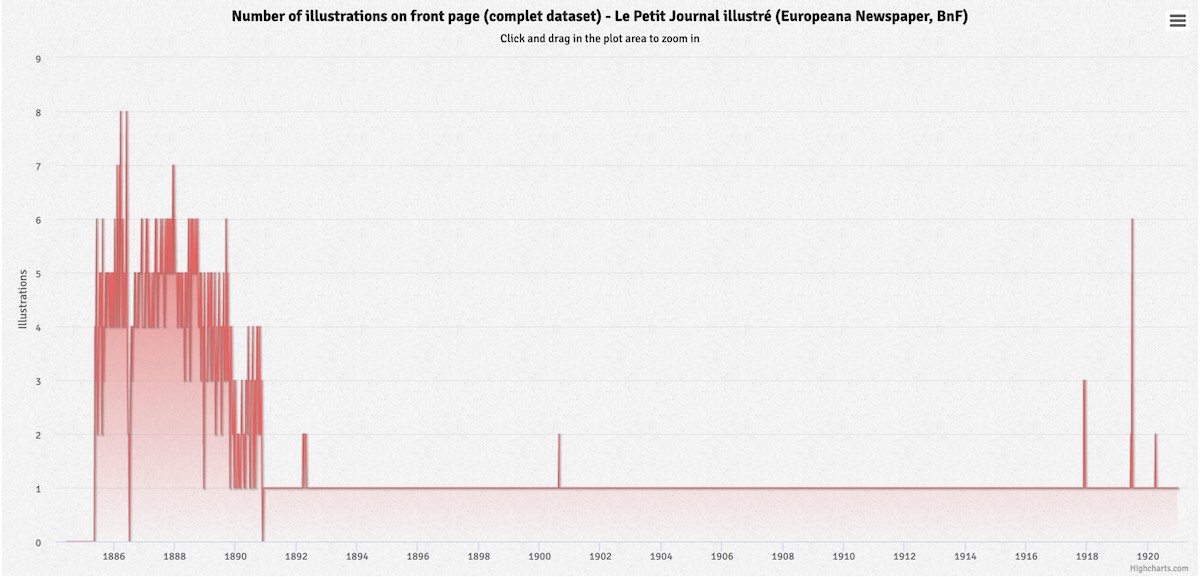 Number of illustrations on front page (complet dataset) - Le Petit Journal illustré (Europeana Newspaper, BnF)
Click and drag in the plot area to zoom in
9
8
7
6
5
4
3
2
1
0
Illustrations
1886 1888 1890 1892 1894 1896 1898 1900 1902 1904 1906 1908 1910 1912 1914 1916 1918 1920
Highcharts.com